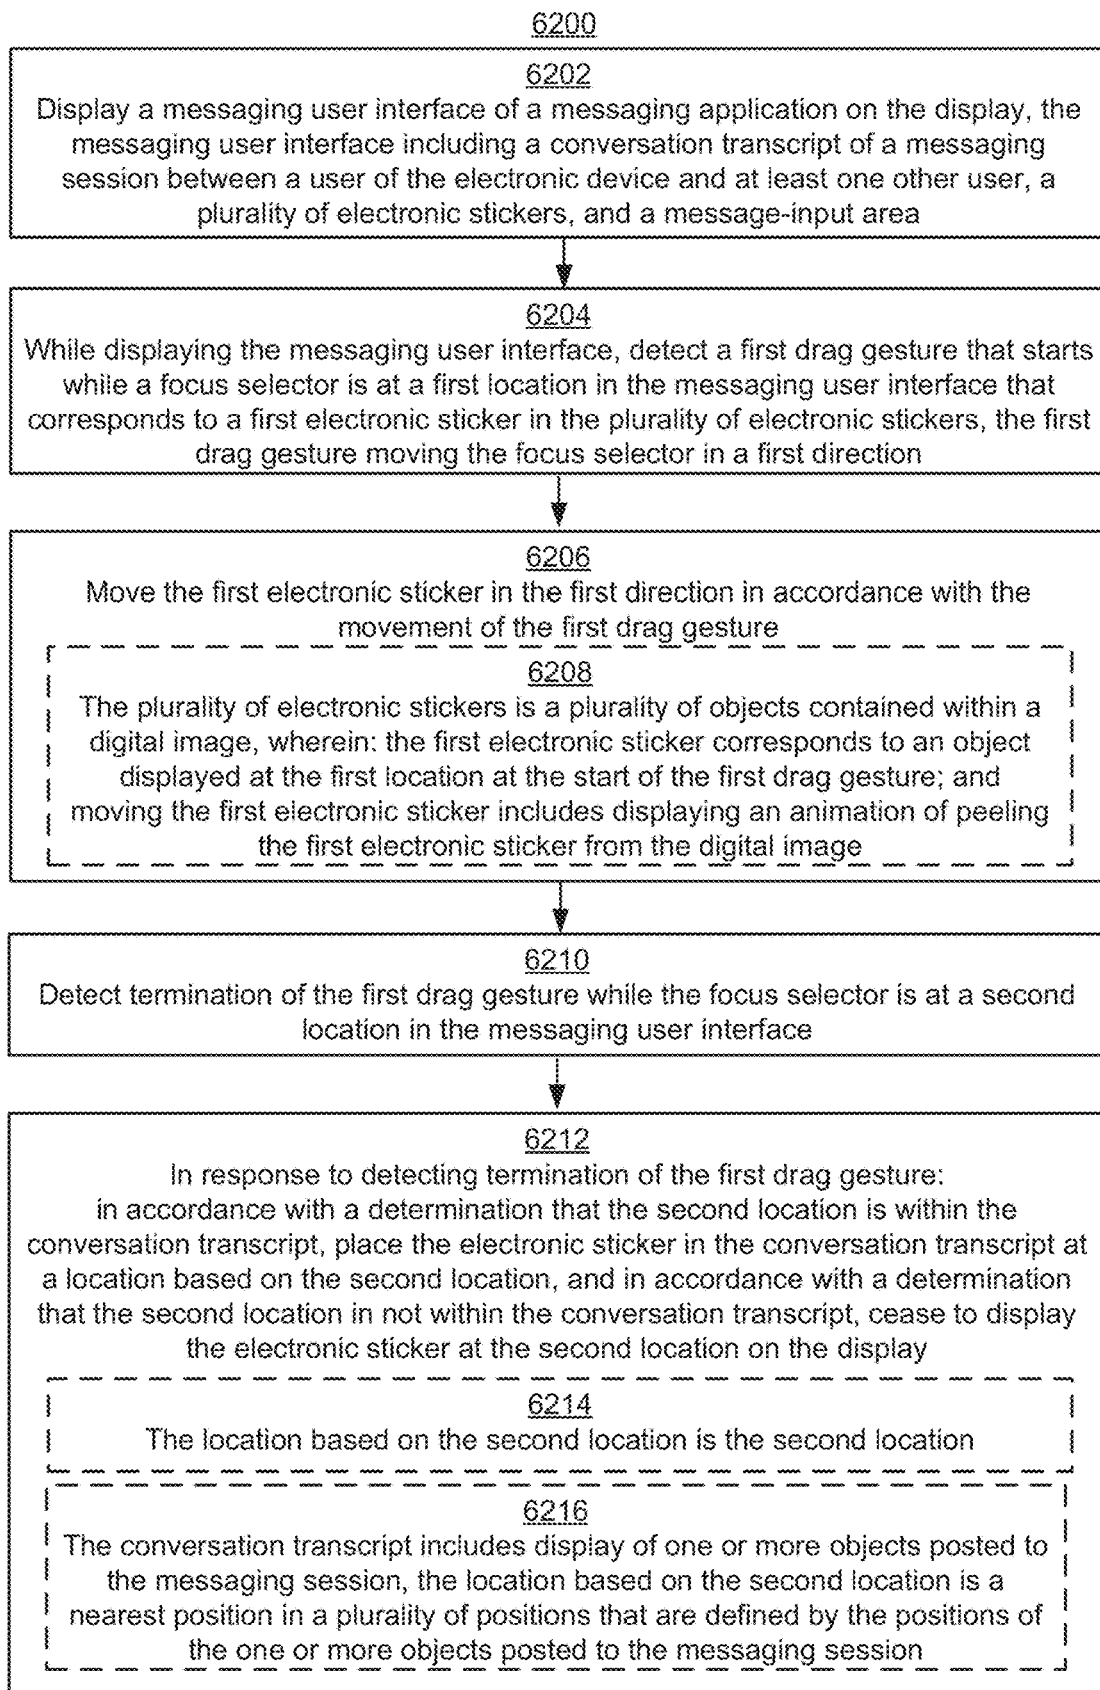 6200
6202
Display a messaging user interface of a messaging application on the display, the
messaging user interface including a conversation transcript of a messaging
session between a user of the electronic device and at least one other user, a
plurality of electronic stickers, and a message-input area
6204
While displaying the messaging user interface, detect a first drag gesture that starts
while a focus selector is at a first location in the messaging user interface that
corresponds to a first electronic sticker in the plurality of electronic stickers, the first
drag gesture moving the focus selector in a first direction
6206
Move the first electronic sticker in the first direction in accordance with the
movement of the first drag gesture
6208
The plurality of electronic stickers is a plurality of objects contained within a
digital image, wherein: the first electronic sticker corresponds to an object
displayed at the first location at the start of the first drag gesture; and
moving the first electronic sticker includes displaying an animation of peeling
the first electronic sticker from the digital image
6210
Detect termination of the first drag gesture while the focus selector is at a second
location in the messaging user interface
6212
In response to detecting termination of the first drag gesture:
in accordance with a determination that the second location is within the
conversation transcript, place the electronic sticker in the conversation transcript at
a location based on the second location, and in accordance with a determination
that the second location in not within the conversation transcript, cease to display
the electronic sticker at the second location on the display
6214
The location based on the second location is the second location
6216
The conversation transcript includes display of one or more objects posted to
the messaging session, the location based on the second location is a
nearest position in a plurality of positions that are defined by the positions of
the one or more objects posted to the messaging session